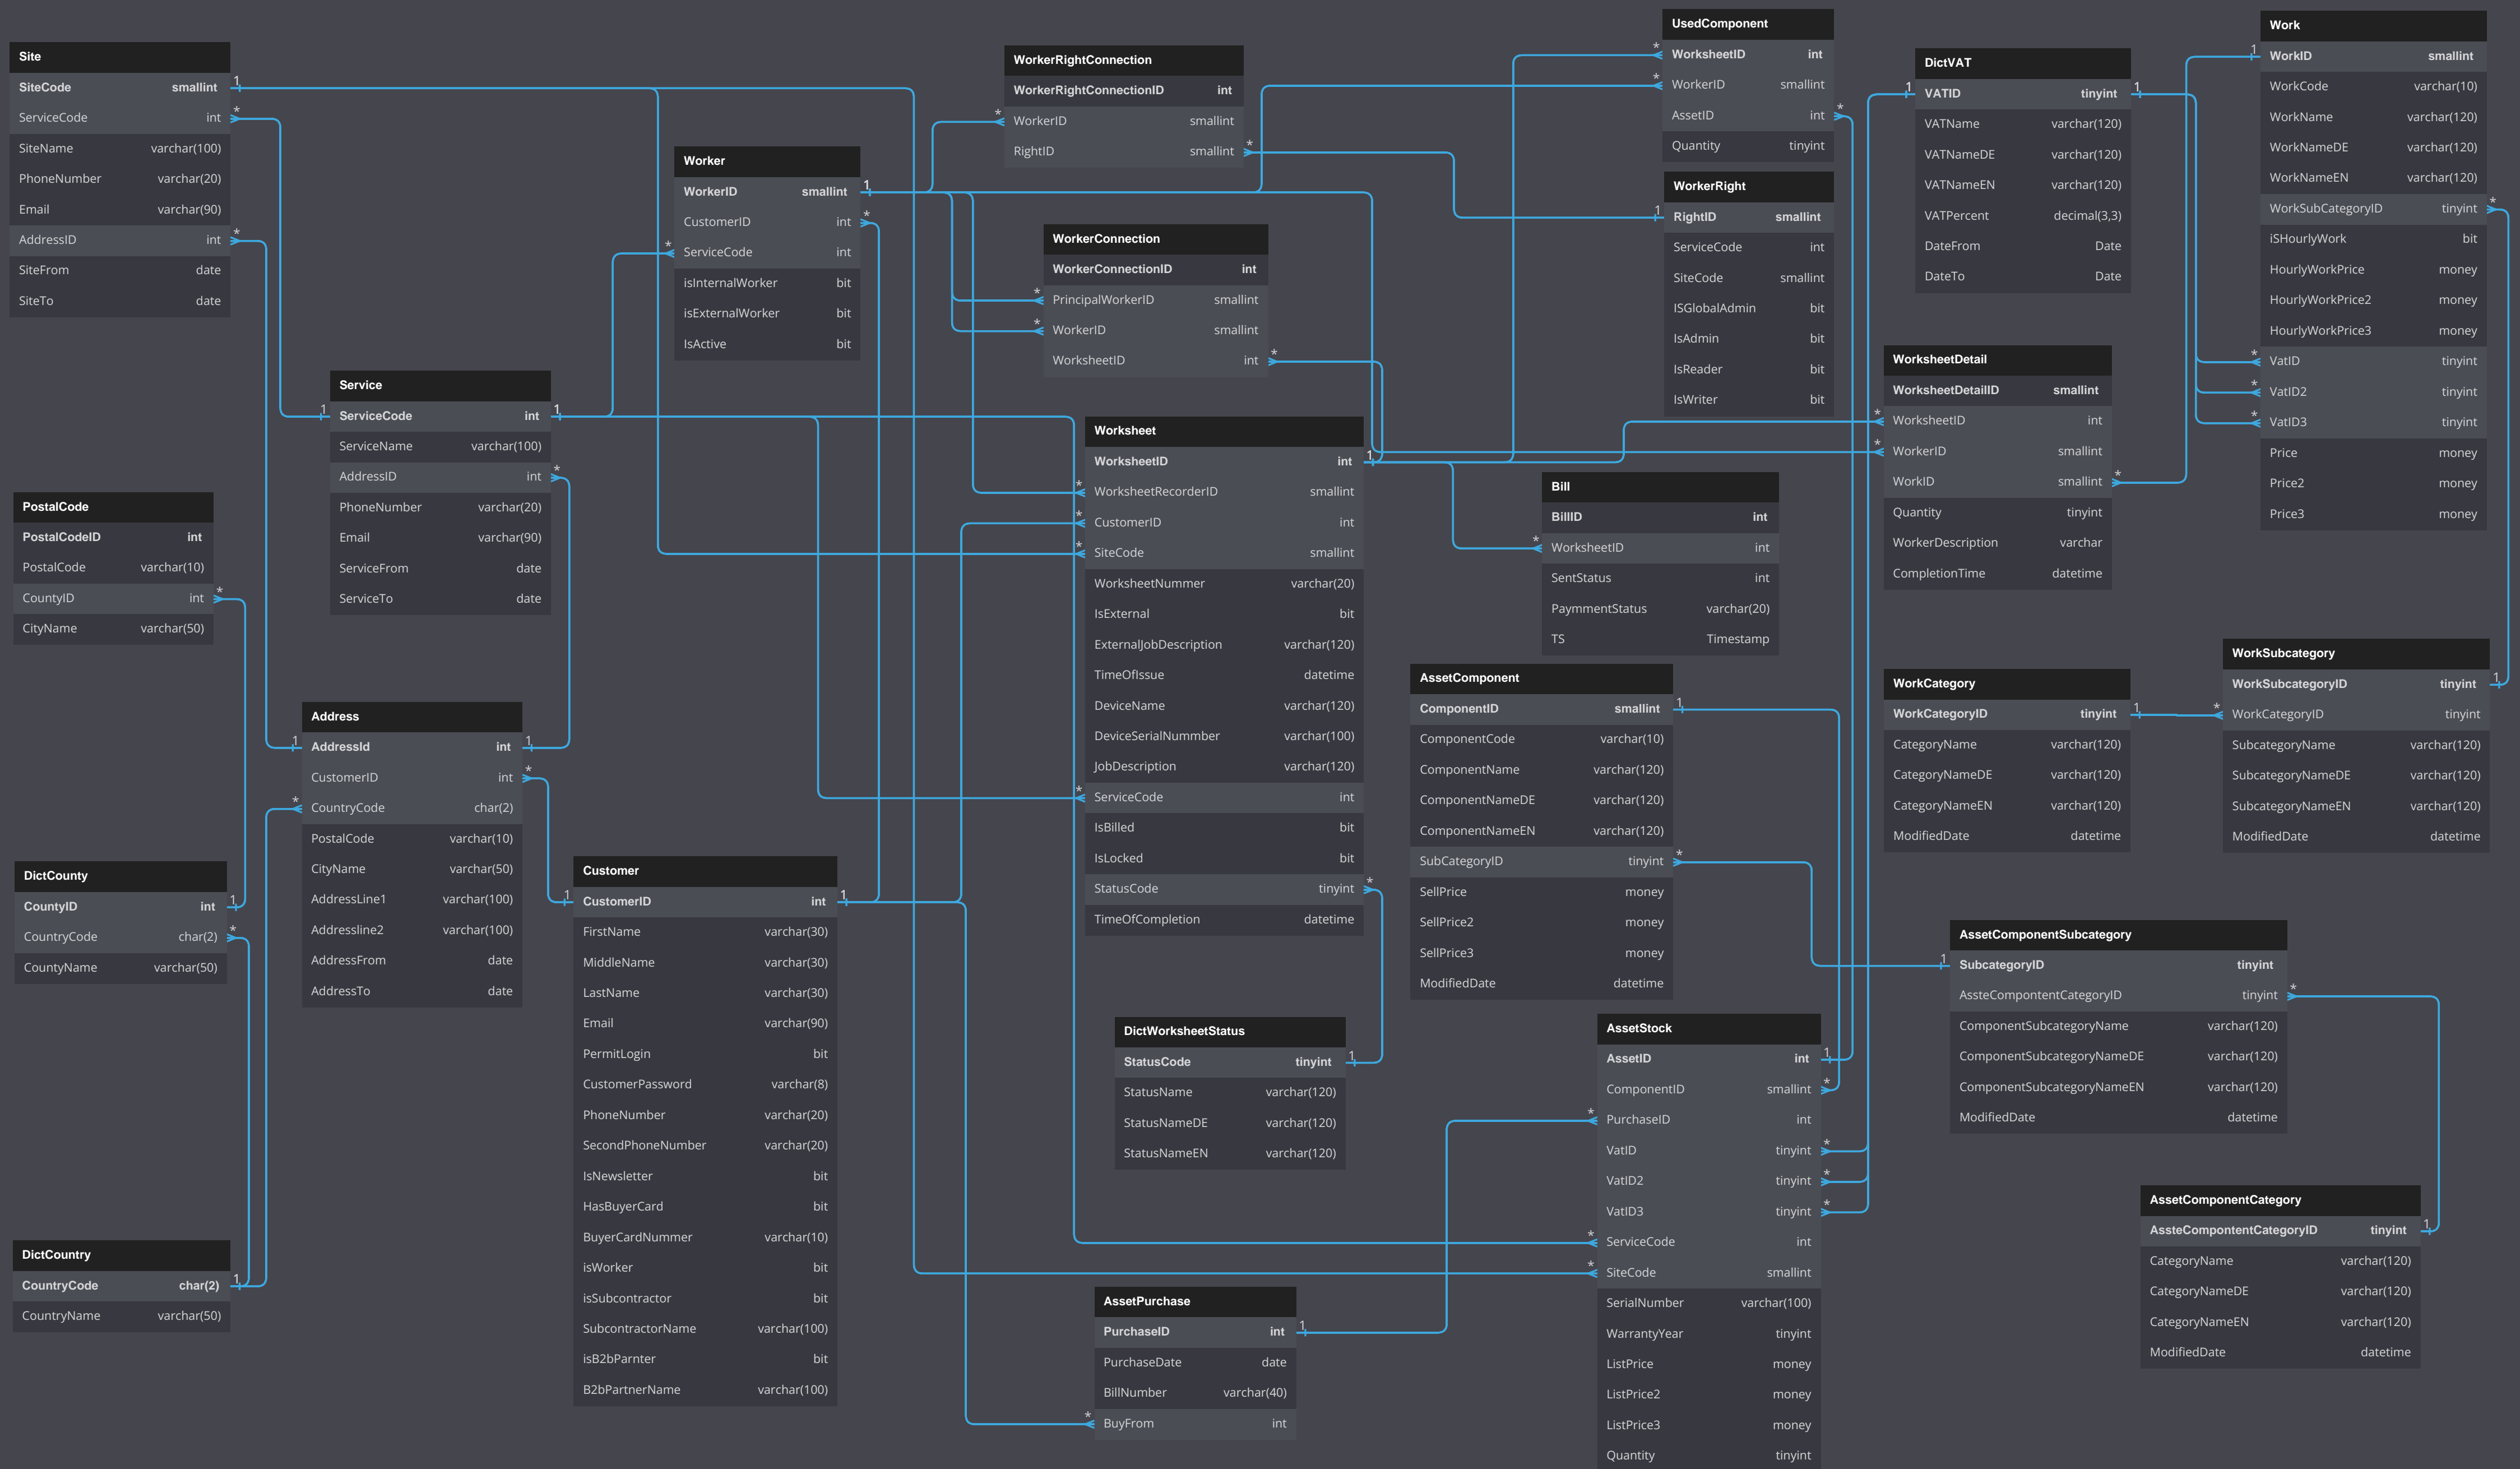 Site
SiteCode smallint
ServiceCode int
SiteName varchar(100)
PhoneNumber varchar(20)
Email varchar(90)
AddressID int
SiteFrom date
SiteTo date
PostalCode
PostalCodeID int
PostalCode varchar(10)
CountyID int
CityName varchar(50)
DictCounty
CountyID int
CountryCode char(2)
CountyName varchar(50)
DictCountry
CountryCode char(2)
CountryName varchar(50)
Service
ServiceCode int
ServiceName varchar(100)
AddressID int
PhoneNumber varchar(20)
Email varchar(90)
ServiceFrom date
ServiceTo date
Address
AddressId int
CustomerID int
CountryCode char(2)
PostalCode varchar(10)
CityName varchar(50)
AddressLine1 varchar(100)
Addressline2 varchar(100)
AddressFrom date
AddressTo date
Worker
WorkerID smallint
CustomerID int
ServiceCode int
isInternalWorker bit
isExternalWorker bit
IsActive bit
Customer
CustomerID int
FirstName varchar(30)
MiddleName varchar(30)
LastName varchar(30)
Email varchar(90)
PermitLogin bit
CustomerPassword varchar(8)
PhoneNumber varchar(20)
SecondPhoneNumber varchar(20)
IsNewsletter bit
HasBuyerCard bit
BuyerCardNummer varchar(10)
isWorker bit
isSubcontractor bit
SubcontractorName varchar(100)
isB2bParnter bit
B2bPartnerName varchar(100)
WorkerRightConnection
WorkerRightConnectionID int
WorkerID smallint
RightID smallint
WorkerConnection
WorkerConnectionID int
PrincipalWorkerID smallint
WorkerID smallint
WorksheetID int
Worksheet
WorksheetID int
WorksheetRecorderID smallint
CustomerID int
SiteCode smallint
WorksheetNummer varchar(20)
IsExternal bit
ExternalJobDescription varchar(120)
TimeOfIssue datetime
DeviceName varchar(120)
DeviceSerialNummber varchar(100)
JobDescription varchar(120)
ServiceCode int
IsBilled bit
IsLocked bit
StatusCode tinyint
TimeOfCompletion datetime
DictWorksheetStatus
StatusCode tinyint
StatusName varchar(120)
StatusNameDE varchar(120)
StatusNameEN varchar(120)
AssetPurchase
PurchaseID int
PurchaseDate date
BillNumber varchar(40)
BuyFrom int
UsedComponent
WorksheetID int
WorkerID smallint
AssetID int
Quantity tinyint
WorkerRight
RightID smallint
ServiceCode int
SiteCode smallint
ISGlobalAdmin bit
IsAdmin bit
IsReader bit
IsWriter bit
Bill
BillID int
WorksheetID int
SentStatus int
PaymmentStatus varchar(20)
TS Timestamp
AssetComponent
ComponentID smallint
ComponentCode varchar(10)
ComponentName varchar(120)
ComponentNameDE varchar(120)
ComponentNameEN varchar(120)
SubCategoryID tinyint
SellPrice money
SellPrice2 money
SellPrice3 money
ModifiedDate datetime
AssetStock
AssetID int
ComponentID smallint
PurchaseID int
VatID tinyint
VatID2 tinyint
VatID3 tinyint
ServiceCode int
SiteCode smallint
SerialNumber varchar(100)
WarrantyYear tinyint
ListPrice money
ListPrice2 money
ListPrice3 money
Quantity tinyint
DictVAT
VATID tinyint
VATName varchar(120)
VATNameDE varchar(120)
VATNameEN varchar(120)
VATPercent decimal(3,3)
DateFrom Date
DateTo Date
WorksheetDetail
WorksheetDetailID smallint
WorksheetID int
WorkerID smallint
WorkID smallint
Quantity tinyint
WorkerDescription varchar
CompletionTime datetime
WorkCategory
WorkCategoryID tinyint
CategoryName varchar(120)
CategoryNameDE varchar(120)
CategoryNameEN varchar(120)
ModifiedDate datetime
Work
WorkID smallint
WorkCode varchar(10)
WorkName varchar(120)
WorkNameDE varchar(120)
WorkNameEN varchar(120)
WorkSubCategoryID tinyint
iSHourlyWork bit
HourlyWorkPrice money
HourlyWorkPrice2 money
HourlyWorkPrice3 money
VatID tinyint
VatID2 tinyint
VatID3 tinyint
Price money
Price2 money
Price3 money
WorkSubcategory
WorkSubcategoryID tinyint
WorkCategoryID tinyint
SubcategoryName varchar(120)
SubcategoryNameDE varchar(120)
SubcategoryNameEN varchar(120)
ModifiedDate datetime
AssetComponentSubcategory
SubcategoryID tinyint
AssteCompontentCategoryID tinyint
ComponentSubcategoryName varchar(120)
ComponentSubcategoryNameDE varchar(120)
ComponentSubcategoryNameEN varchar(120)
ModifiedDate datetime
AssetComponentCategory
AssteCompontentCategoryID tinyint
CategoryName varchar(120)
CategoryNameDE varchar(120)
CategoryNameEN varchar(120)
ModifiedDate datetime